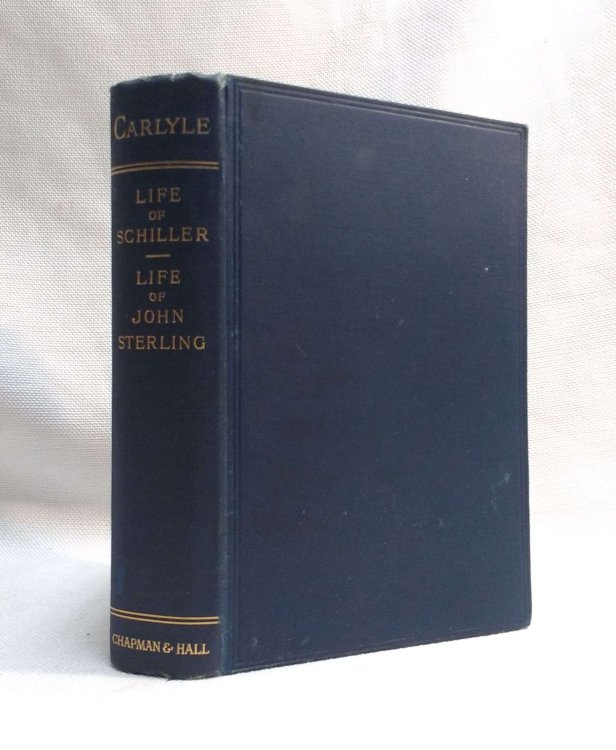 CARLYLE
LIFE
OF
SCHILLER
LIFE
OF
JOHN
STERLING
CHAPMAN & HALL